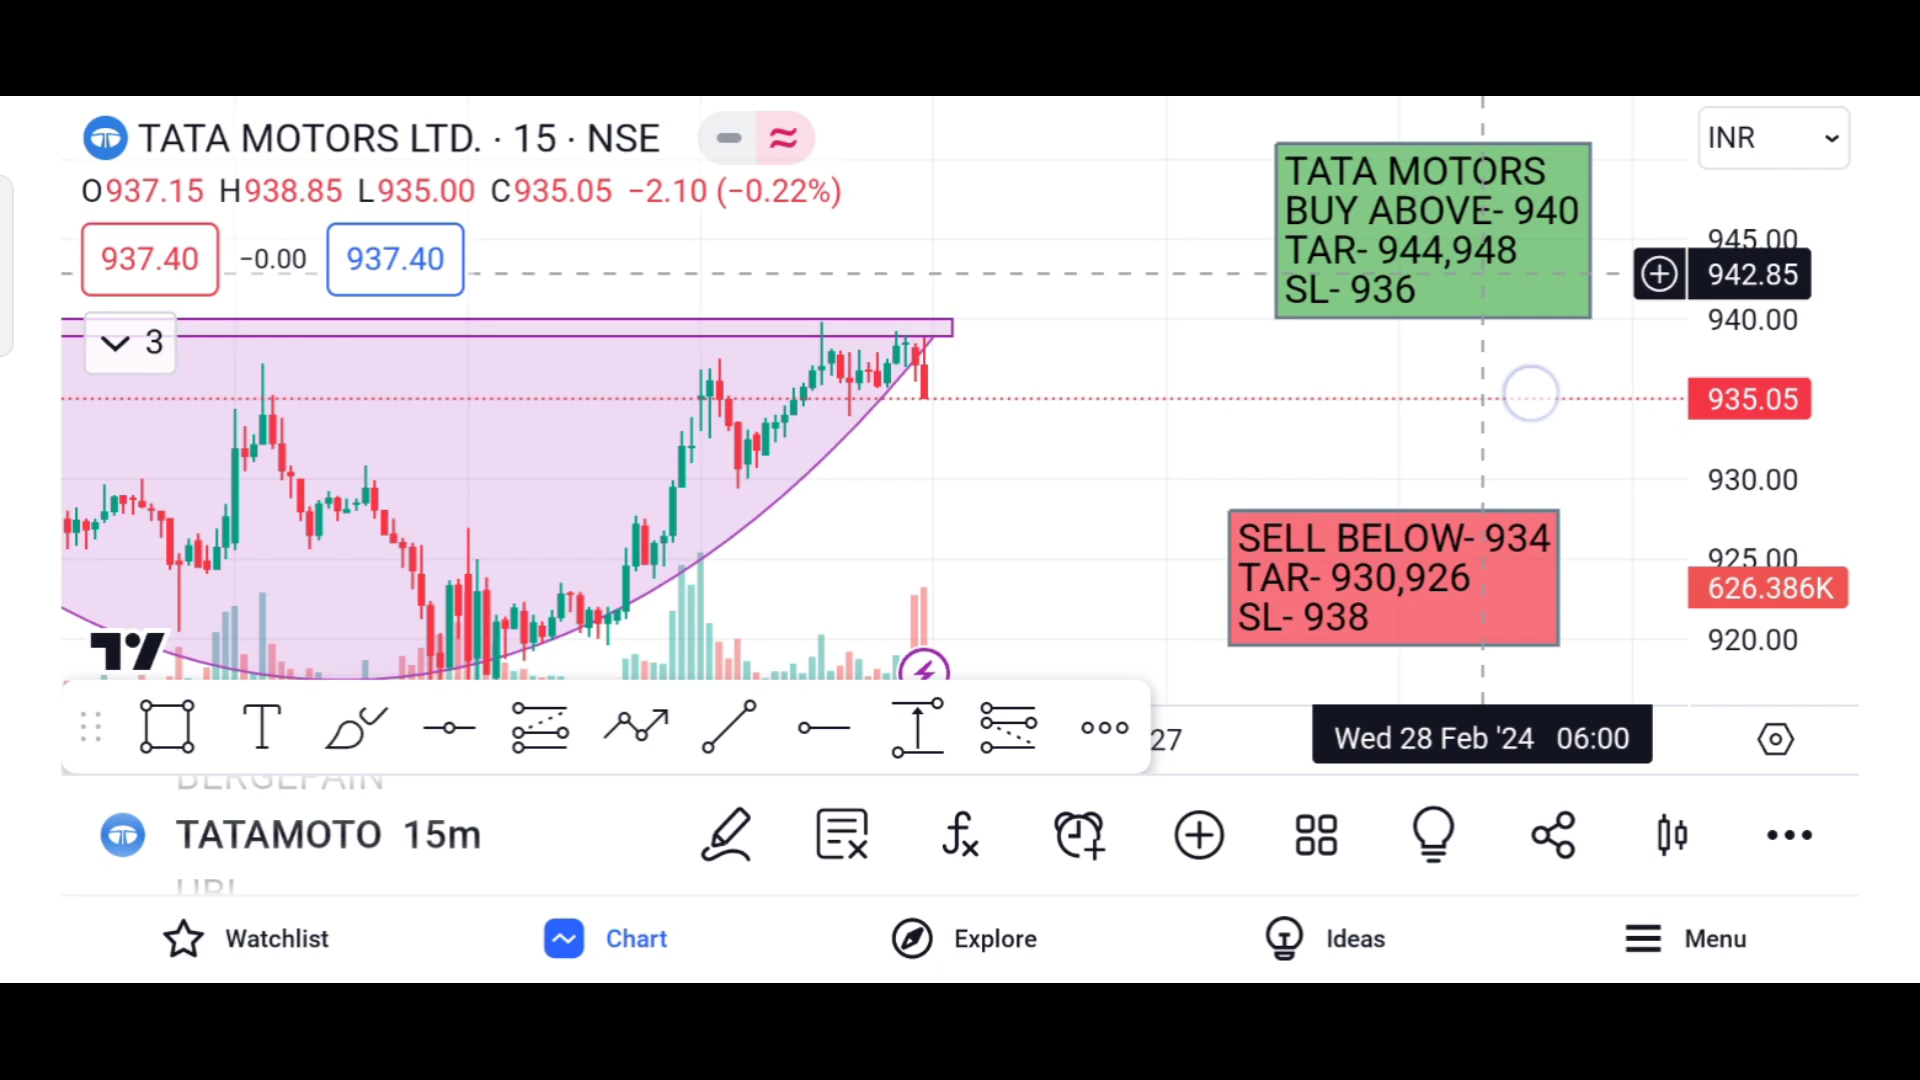 TATA MOTORS LTD. · 15 · NSE
O937.15 H938.85 L935.00 C935.05 −2.10 (−0.22%)
937.40 −0.00 937.40
3
TATA MOTORS
BUY ABOVE- 940
TAR- 944,948
SL- 936
SELL BELOW- 934
TAR- 930,926
SL- 938
INR
945.00
942.85
940.00
935.05
930.00
925.00
626.386K
920.00
27
Wed 28 Feb '24 06:00
BERGEPAIN
TATAMOTO 15m
UBL
Watchlist
Chart
Explore
Ideas
Menu